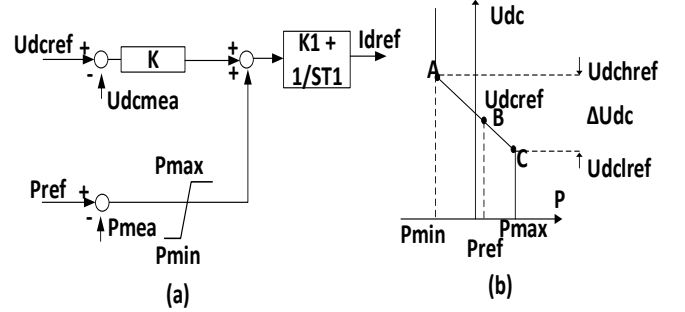 Udcref
+
-
K
Udcmea
+
+
K1 +
1/ST1
Idref
Pref
+
-
Pmea
Pmax
Pmin
(a)
Udc
A
Udchref
Udcref
B
ΔUdc
C
Udclref
P
Pmin
Pmax
Pref
(b)